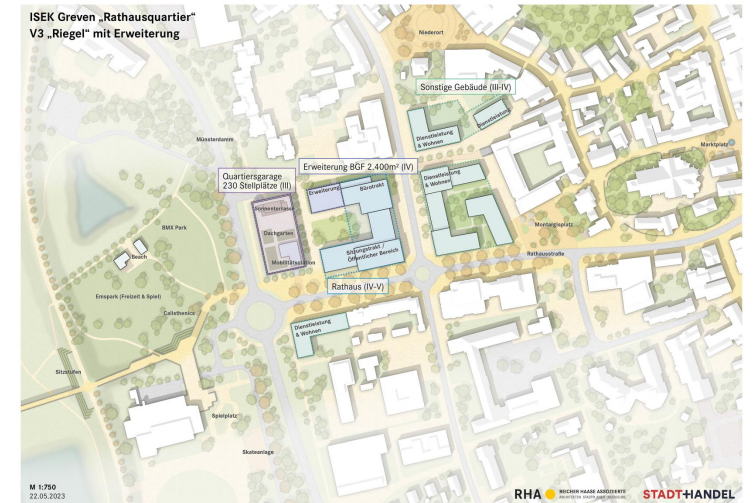 ISEK Greven „Rathausquartier“
V3 „Riegel“ mit Erweiterung
Niederort
Sonstige Gebäude (III-IV)
Dienstleistung
& Wohnen
Dienstleistung
Münsterdamm
Marktplatz
Erweiterung BGF 2.400m² (IV)
Quartiersgarage
230 Stellplätze (III)
Dienstleistung
& Wohnen
Erweiterung
Bürotrakt
Sonnenterrasse
BMX Park
Dachgarten
Montargisplatz
Beach
Sitzungstrakt /
Öffentlicher Bereich
Rathausstraße
Mobilitätsstation
Rathaus (IV-V)
Emspark (Freizeit & Spiel)
Calisthenics
Dienstleistung
& Wohnen
Sitzstufen
Spielplatz
Skateanlage
M 1:750
22.05.2023
RHA
REICHER HAASE ASSOZIIERTE
STADT+HANDEL